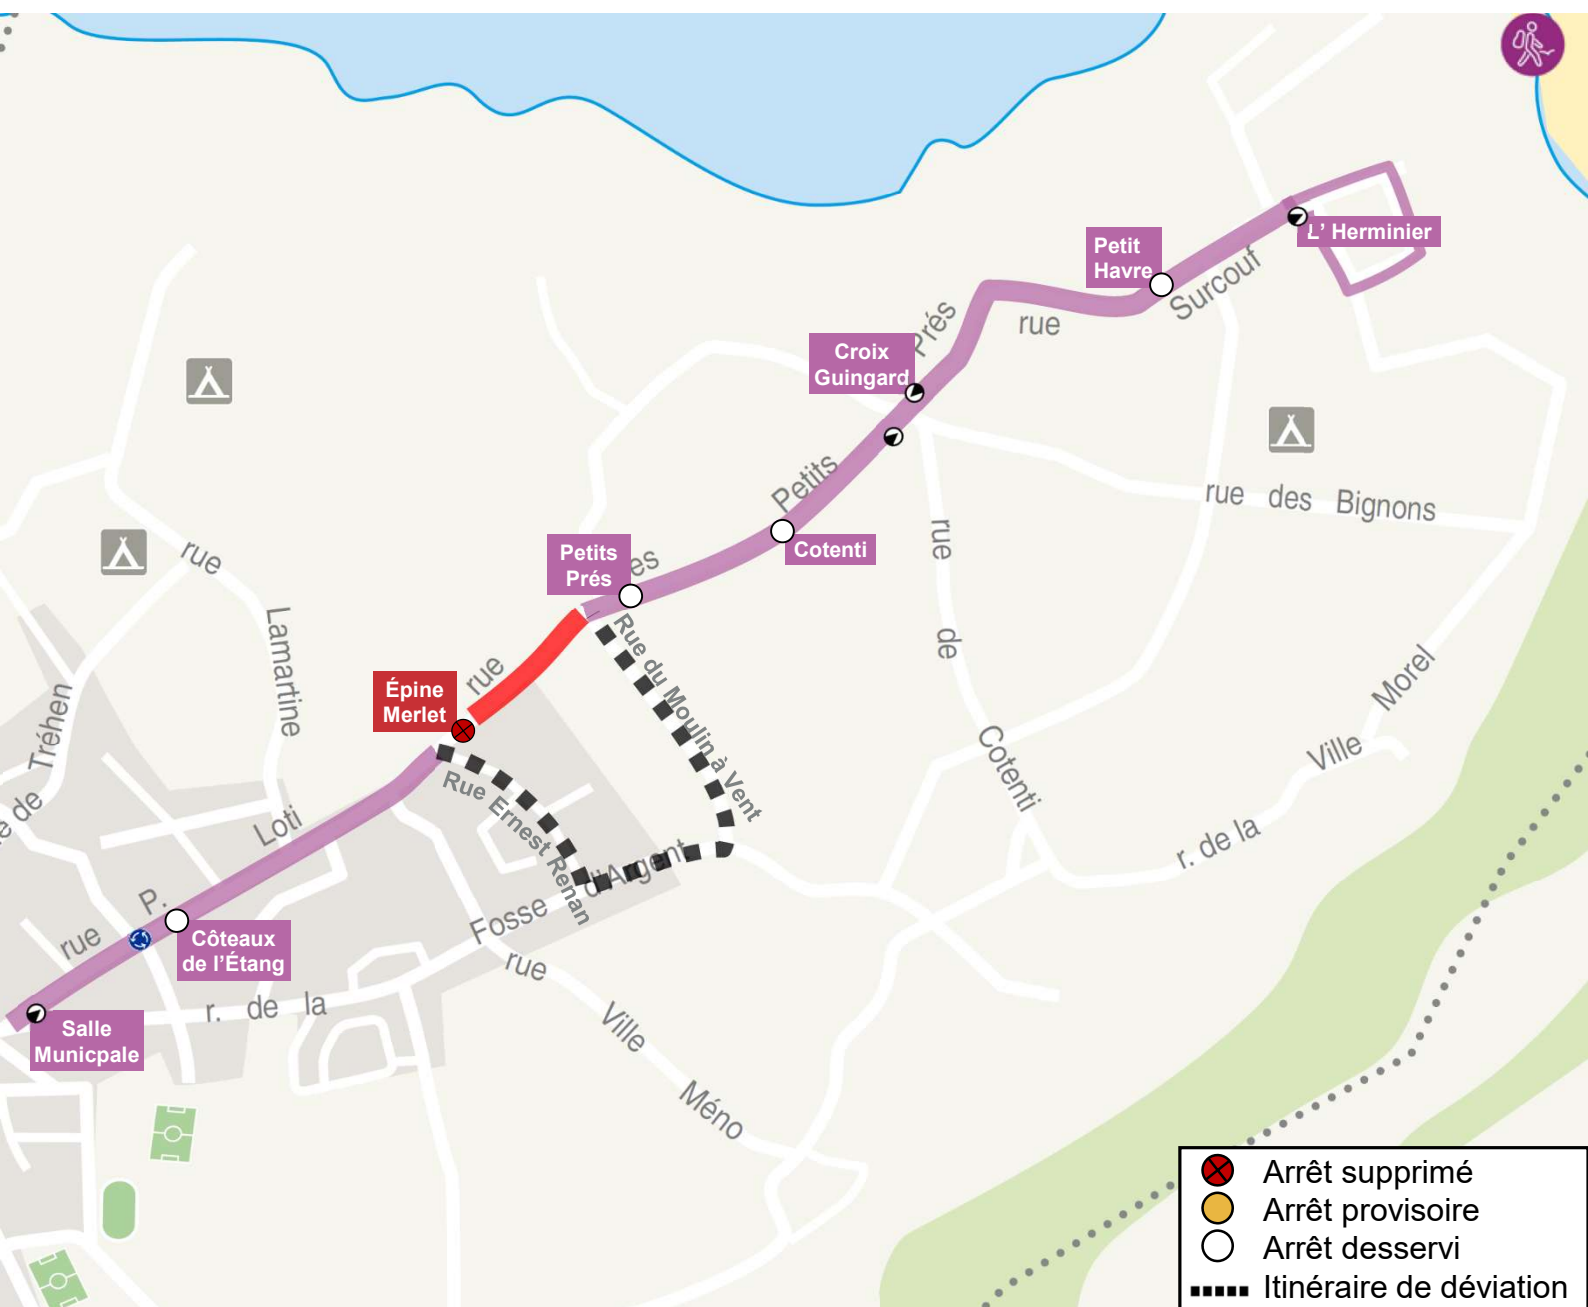 L' Herminier
Petit
Havre
Surcouf
rue
Prés
Croix
Guingard
Petits
rue des Bignons
Cotenti
Petits
Prés
es
rue
de
Cotenti
rue
Lamartine
Tréhen
e de
Épine
Merlet
rue
Rue du Moulin à Vent
Rue Ernest Renan
Morel
Ville
r. de la
Loti
P.
rue
Côteaux
de l'Étang
d'Argent
Fosse
r. de la
rue
Ville
Méno
Salle
Municpale
Arrêt supprimé
Arrêt provisoire
Arrêt desservi
Itinéraire de déviation